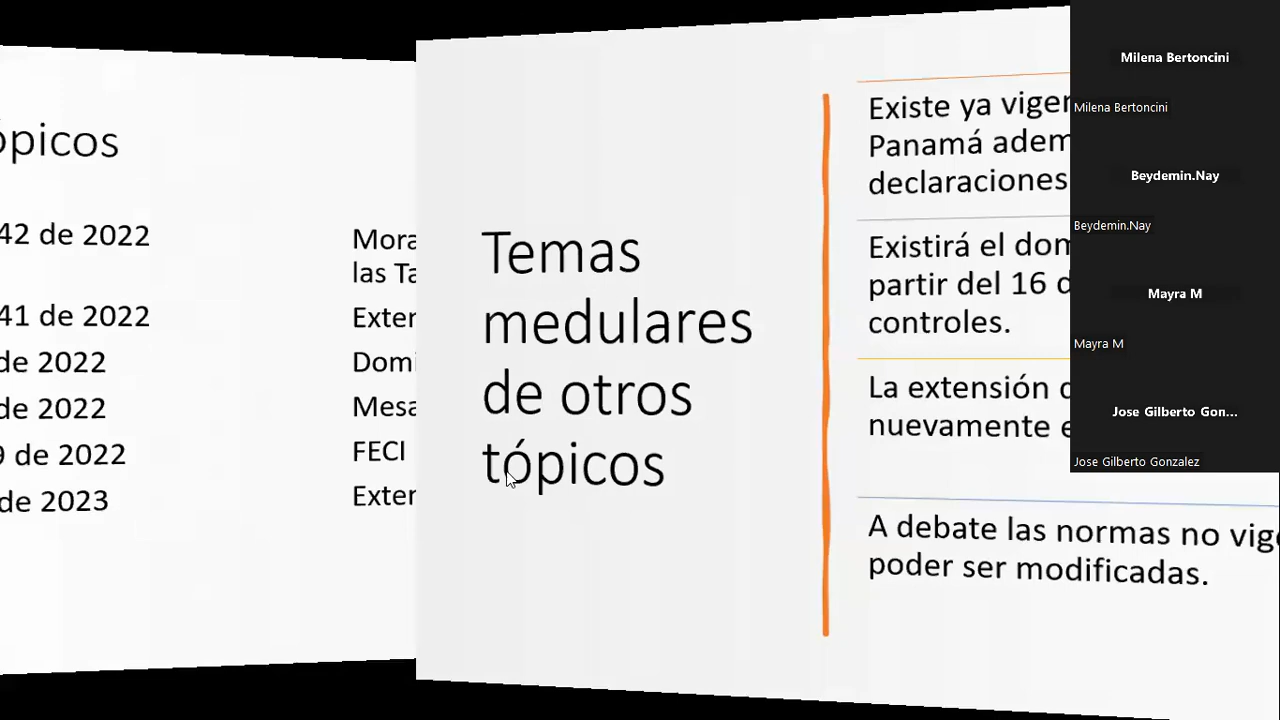 ópicos
42 de 2022
41 de 2022
de 2022
de 2022
9 de 2022
de 2023
Mora
las Ta
Exten
Domi
Mesa
FECI
Exten
Temas
medulares
de otros
tópicos
Existe ya vigen
Panamá adem
declaraciones
Existirá el dom
partir del 16 d
controles.
La extensión d
nuevamente e
A debate las normas no vige
poder ser modificadas.
Milena Bertoncini
Milena Bertoncini
Beydemin.Nay
Beydemin.Nay
Mayra M
Mayra M
Jose Gilberto Gon...
Jose Gilberto Gonzalez